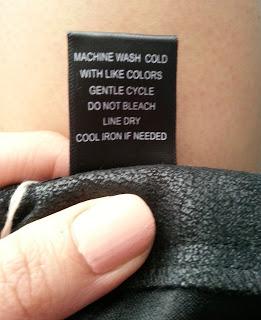 MACHINE WASH COLD
WITH LIKE COLORS
GENTLE CYCLE
DO NOT BLEACH
LINE DRY
COOL IRON IF NEEDED